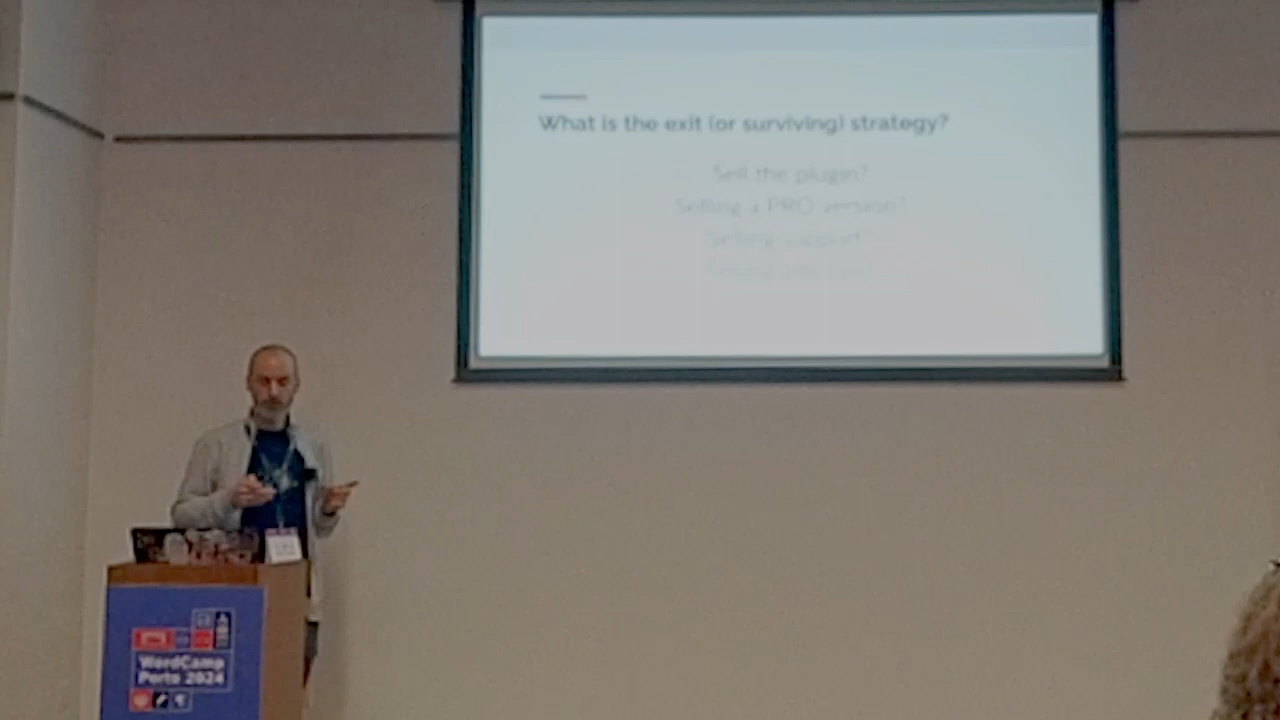 What is the exit (or surviving) strategy?
Sell the plugin?
Selling a PRO version?
Selling support?
WordCamp
Porto 2024